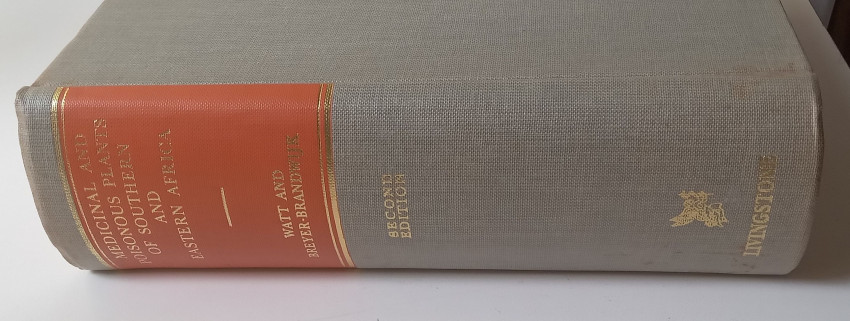 MEDICINAL AND
POISONOUS PLANTS
OF SOUTHERN
AND
EASTERN AFRICA
WATT AND
BREYER-BRANDWIJK
SECOND
EDITION
LIVINGSTONE